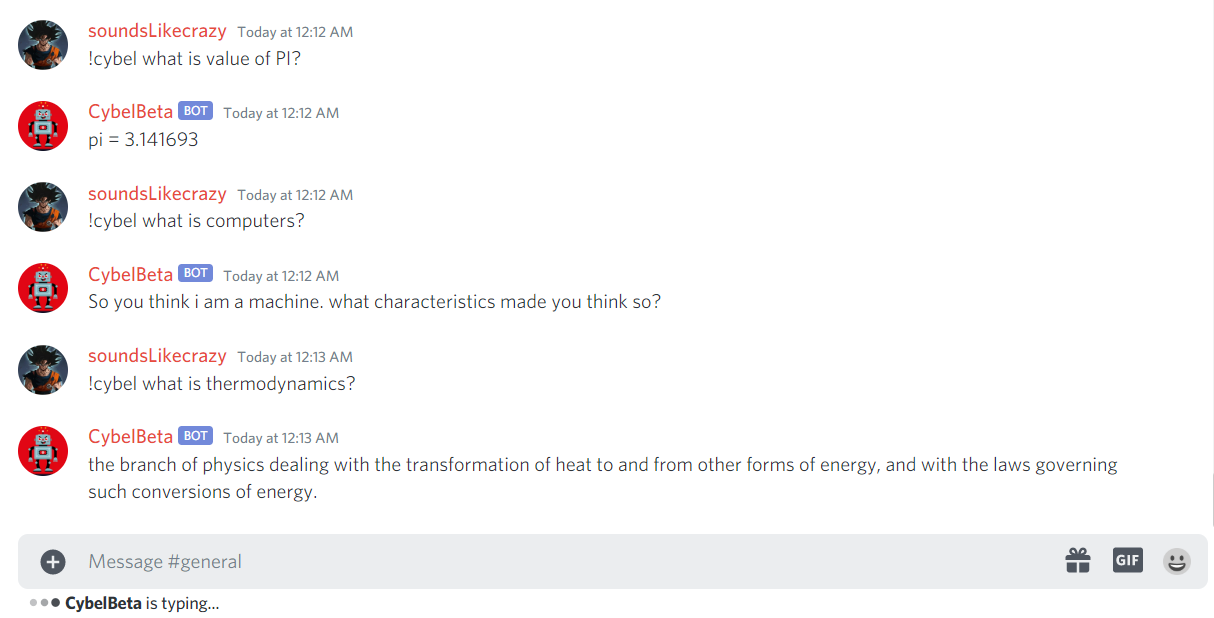 soundsLikecrazy Today at 12:12 AM
!cybel what is value of PI?
CybelBeta BOT Today at 12:12 AM
pi = 3.141693
soundsLikecrazy Today at 12:12 AM
!cybel what is computers?
CybelBeta BOT Today at 12:12 AM
So you think i am a machine. what characteristics made you think so?
soundsLikecrazy Today at 12:13 AM
!cybel what is thermodynamics?
CybelBeta BOT Today at 12:13 AM
the branch of physics dealing with the transformation of heat to and from other forms of energy, and with the laws governing
such conversions of energy.
Message #general GIF
CybelBeta is typing...